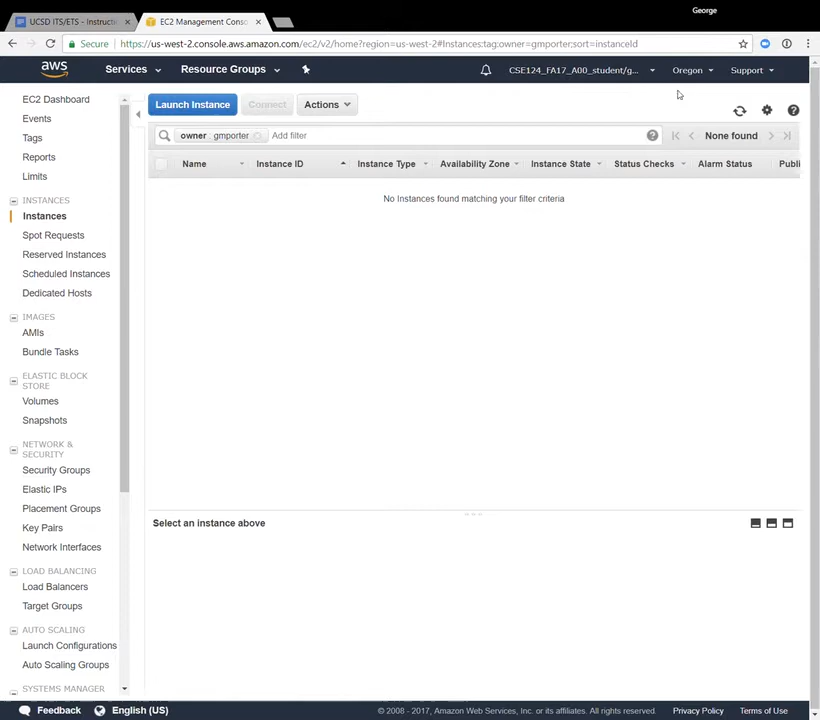 George
UCSD ITS/ETS - Instructi
EC2 Management Conso
Secure
https://us-west-2.console.aws.amazon.com/ec2/v2/home?region=us-west-2#Instances:tag:owner=gmporter;sort=instanceId
aws
Services
Resource Groups
CSE124_FA17_A00_student/g...
Oregon
Support
EC2 Dashboard
Events
Tags
Reports
Limits
INSTANCES
Instances
Spot Requests
Reserved Instances
Scheduled Instances
Dedicated Hosts
IMAGES
AMIs
Bundle Tasks
ELASTIC BLOCK
STORE
Volumes
Snapshots
NETWORK &
SECURITY
Security Groups
Elastic IPs
Placement Groups
Key Pairs
Network Interfaces
LOAD BALANCING
Load Balancers
Target Groups
AUTO SCALING
Launch Configurations
Auto Scaling Groups
SYSTEMS MANAGER
Launch Instance
Connect
Actions
owner : gmporter
Add filter
None found
Name
Instance ID
Instance Type
Availability Zone
Instance State
Status Checks
Alarm Status
Publi
No Instances found matching your filter criteria
Select an instance above
Feedback
English (US)
© 2008 - 2017, Amazon Web Services, Inc. or its affiliates. All rights reserved.
Privacy Policy
Terms of Use